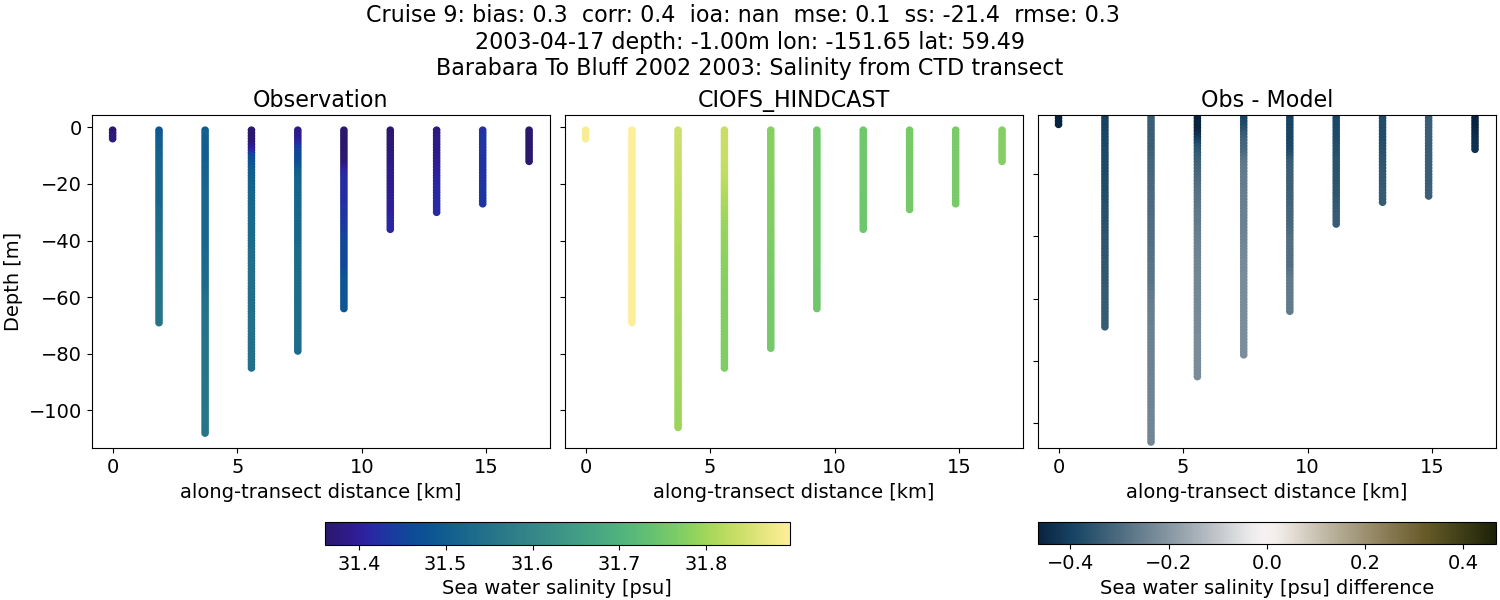 Cruise 9: bias: 0.3  corr: 0.4  ioa: nan  mse: 0.1  ss: -21.4  rmse: 0.3
2003-04-17 depth: -1.00m lon: -151.65 lat: 59.49
Barabara To Bluff 2002 2003: Salinity from CTD transect
Observation
CIOFS_HINDCAST
Obs - Model
Depth [m]
0
−20
−40
−60
−80
−100
0 5 10 15
0 5 10 15
0 5 10 15
along-transect distance [km]
along-transect distance [km]
along-transect distance [km]
31.4 31.5 31.6 31.7 31.8
Sea water salinity [psu]
−0.4 −0.2 0.0 0.2 0.4
Sea water salinity [psu] difference